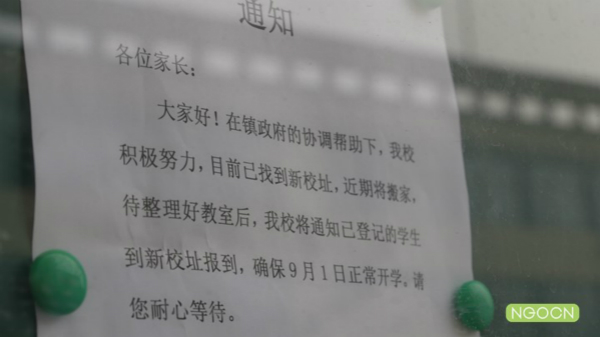 通知
各位家长：
大家好！在镇政府的协调帮助下，我校
积极努力，目前已找到新校址，近期将搬家，
待整理好教室后，我校将通知已登记的学生
到新校址报到，确保9月1日正常开学。请
您耐心等待。
NGOCN